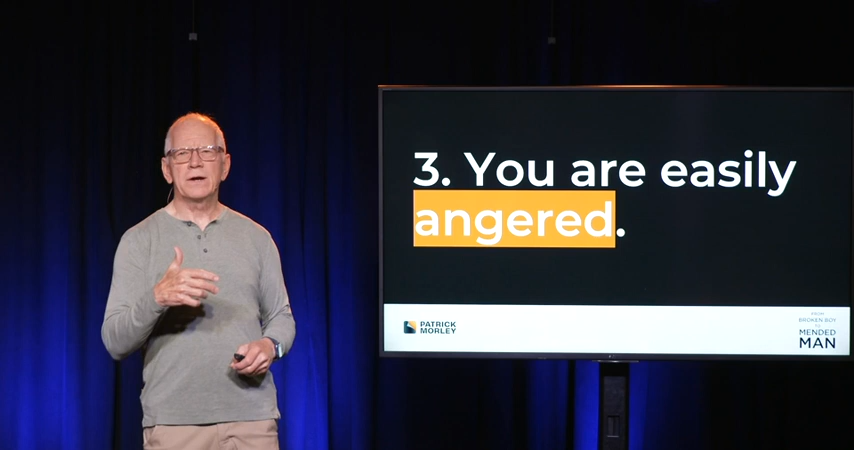 3. You are easily
angered.
PATRICK
MORLEY
FROM
BROKEN BOY
TO
MENDED
MAN